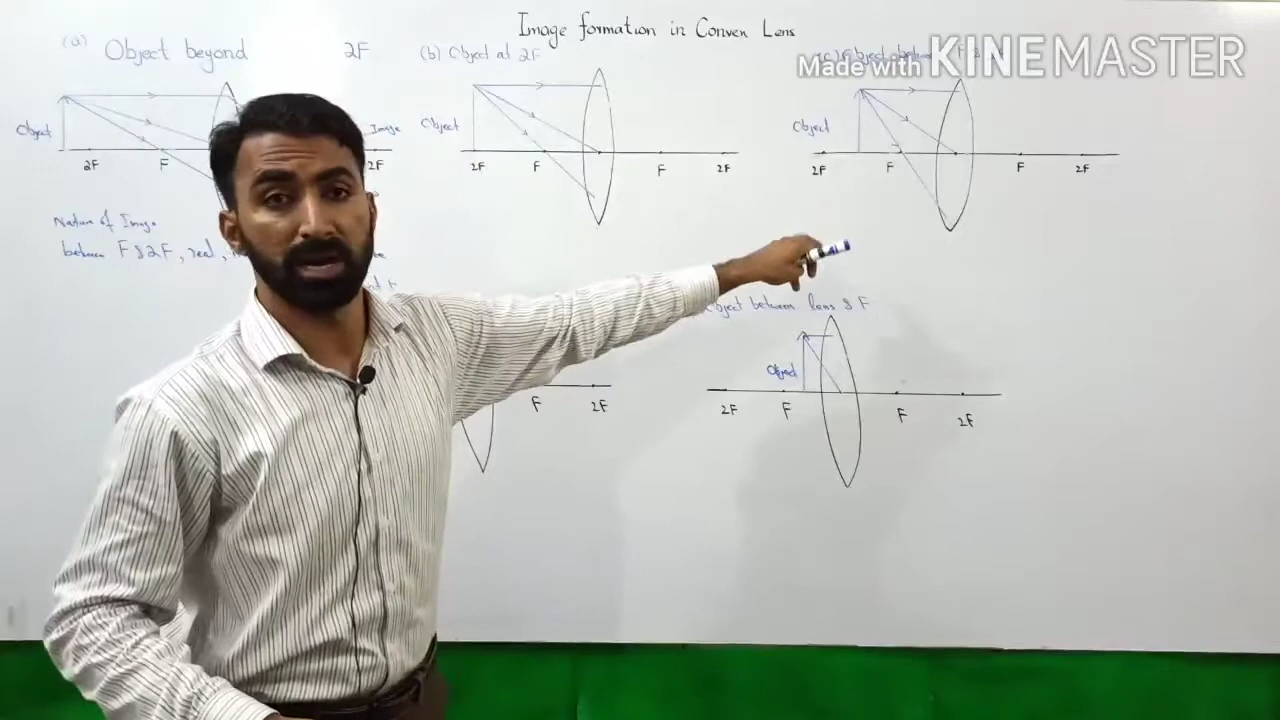 Image formation in Conven Lens
(a) Object beyond 2F
Object
2F F
Image
2F
Nature of Image
between F & 2F, real,
(b) Object at 2F
Object
2F F F 2F
Made with KINEMASTER
Object
2F F F 2F
F 2F
Object between lens & F
Object
2F F F 2F